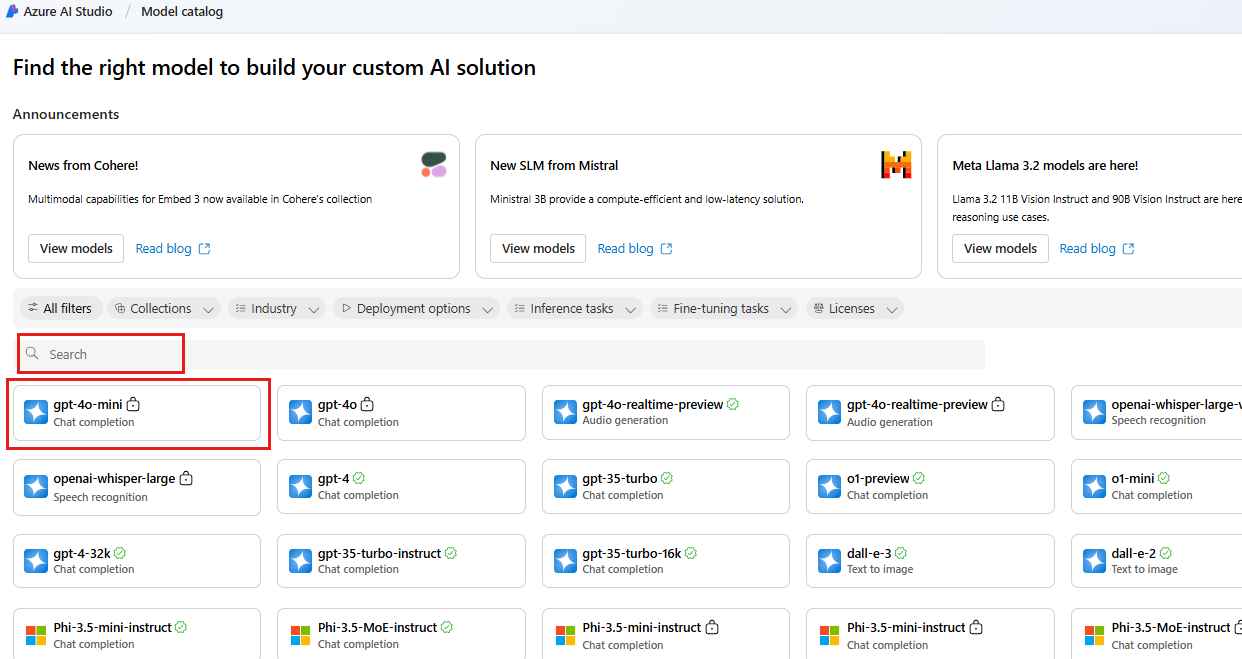 Azure AI Studio / Model catalog
Find the right model to build your custom AI solution
Announcements
News from Cohere!
Multimodal capabilities for Embed 3 now available in Cohere's collection
View models Read blog
New SLM from Mistral
Ministral 3B provide a compute-efficient and low-latency solution.
View models Read blog
Meta Llama 3.2 models are here!
Llama 3.2 11B Vision Instruct and 90B Vision Instruct are here
reasoning use cases.
View models Read blog
All filters Collections Industry Deployment options Inference tasks Fine-tuning tasks Licenses
Search
gpt-4o-mini
Chat completion
gpt-4o
Chat completion
gpt-4o-realtime-preview
Audio generation
gpt-4o-realtime-preview
Audio generation
openai-whisper-large-v
Speech recognition
openai-whisper-large
Speech recognition
gpt-4
Chat completion
gpt-35-turbo
Chat completion
o1-preview
Chat completion
o1-mini
Chat completion
gpt-4-32k
Chat completion
gpt-35-turbo-instruct
Chat completion
gpt-35-turbo-16k
Chat completion
dall-e-3
Text to image
dall-e-2
Text to image
Phi-3.5-mini-instruct
Chat completion
Phi-3.5-MoE-instruct
Chat completion
Phi-3.5-mini-instruct
Chat completion
Phi-3.5-mini-instruct
Chat completion
Phi-3.5-MoE-instruct
Chat completion